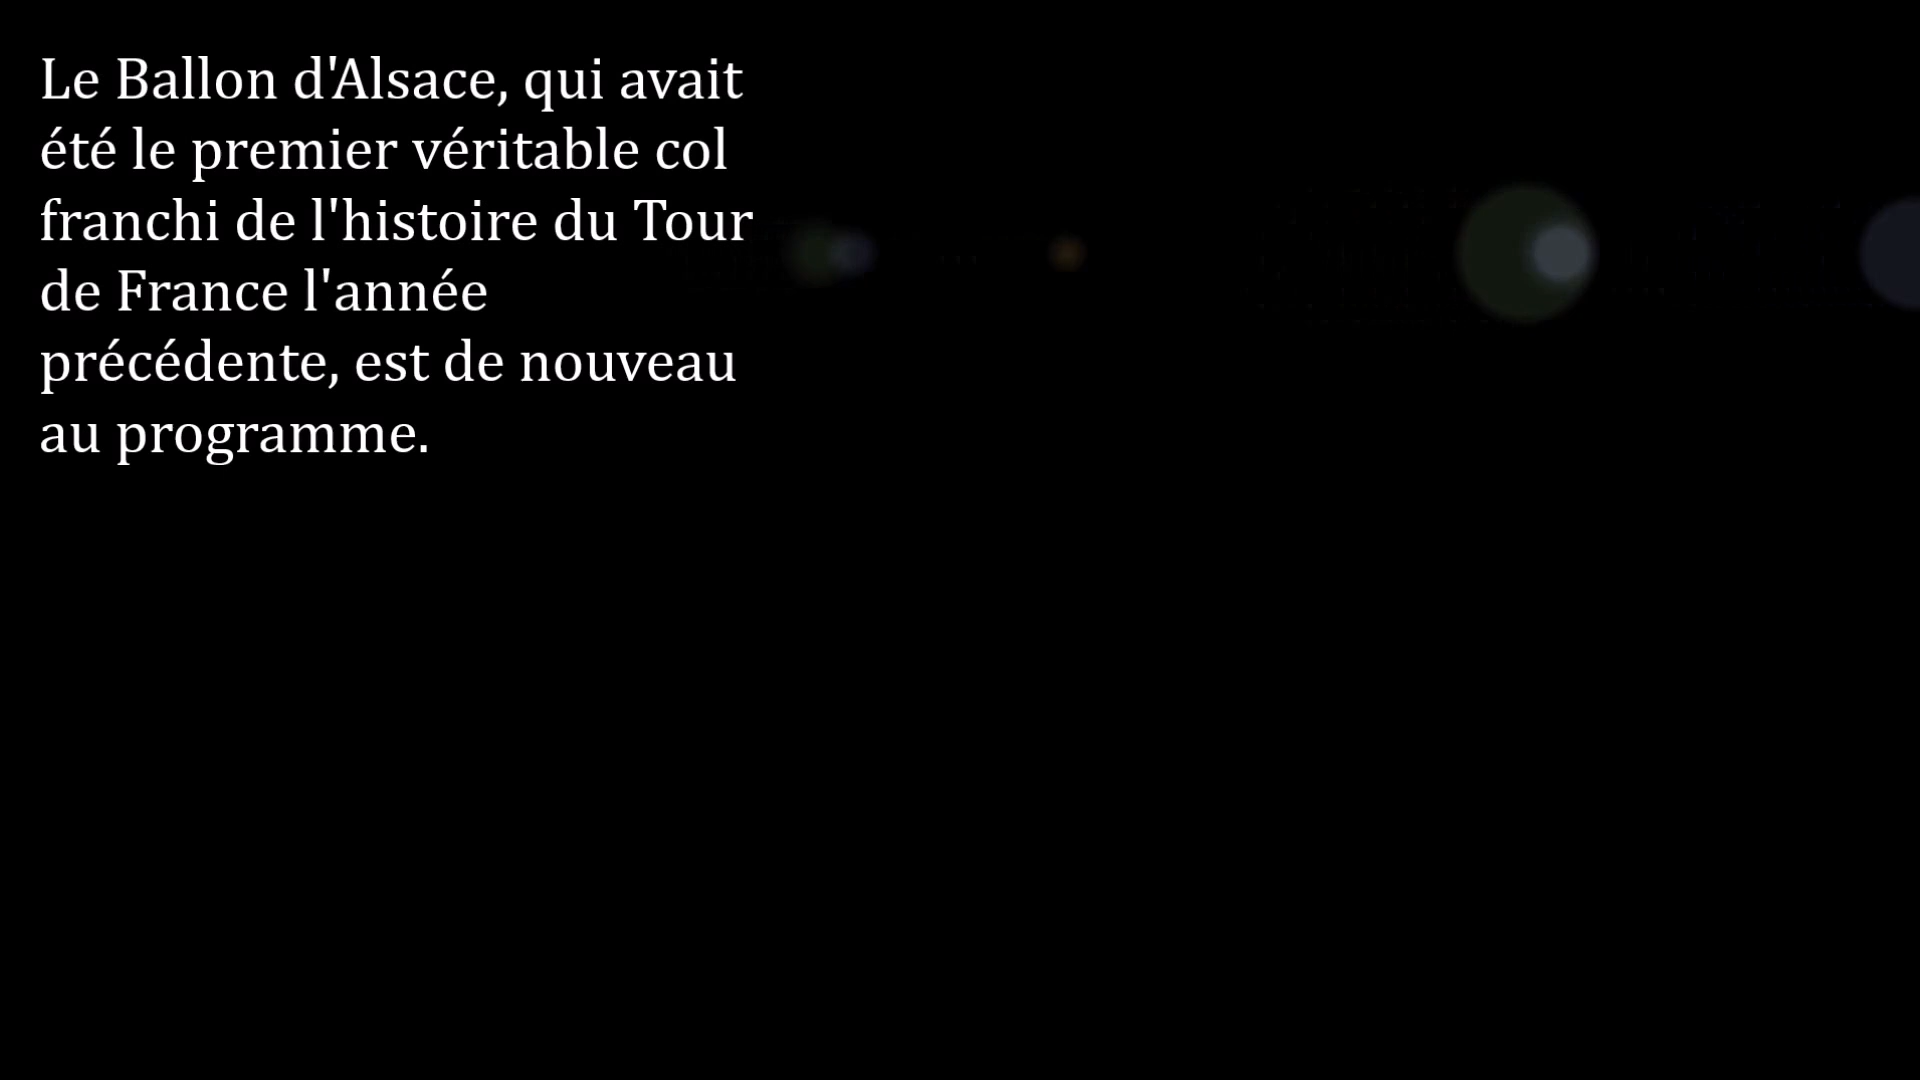 Le Ballon d'Alsace, qui avait
été le premier véritable col
franchi de l'histoire du Tour
de France l'année
précédente, est de nouveau
au programme.